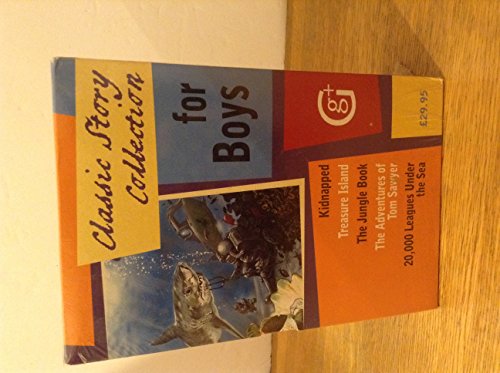 Classic Story
Collection
for
Boys
g+
£29.95
Kidnapped
Treasure Island
The Jungle Book
The Adventures of
Tom Sawyer
20,000 Leagues Under
the Sea